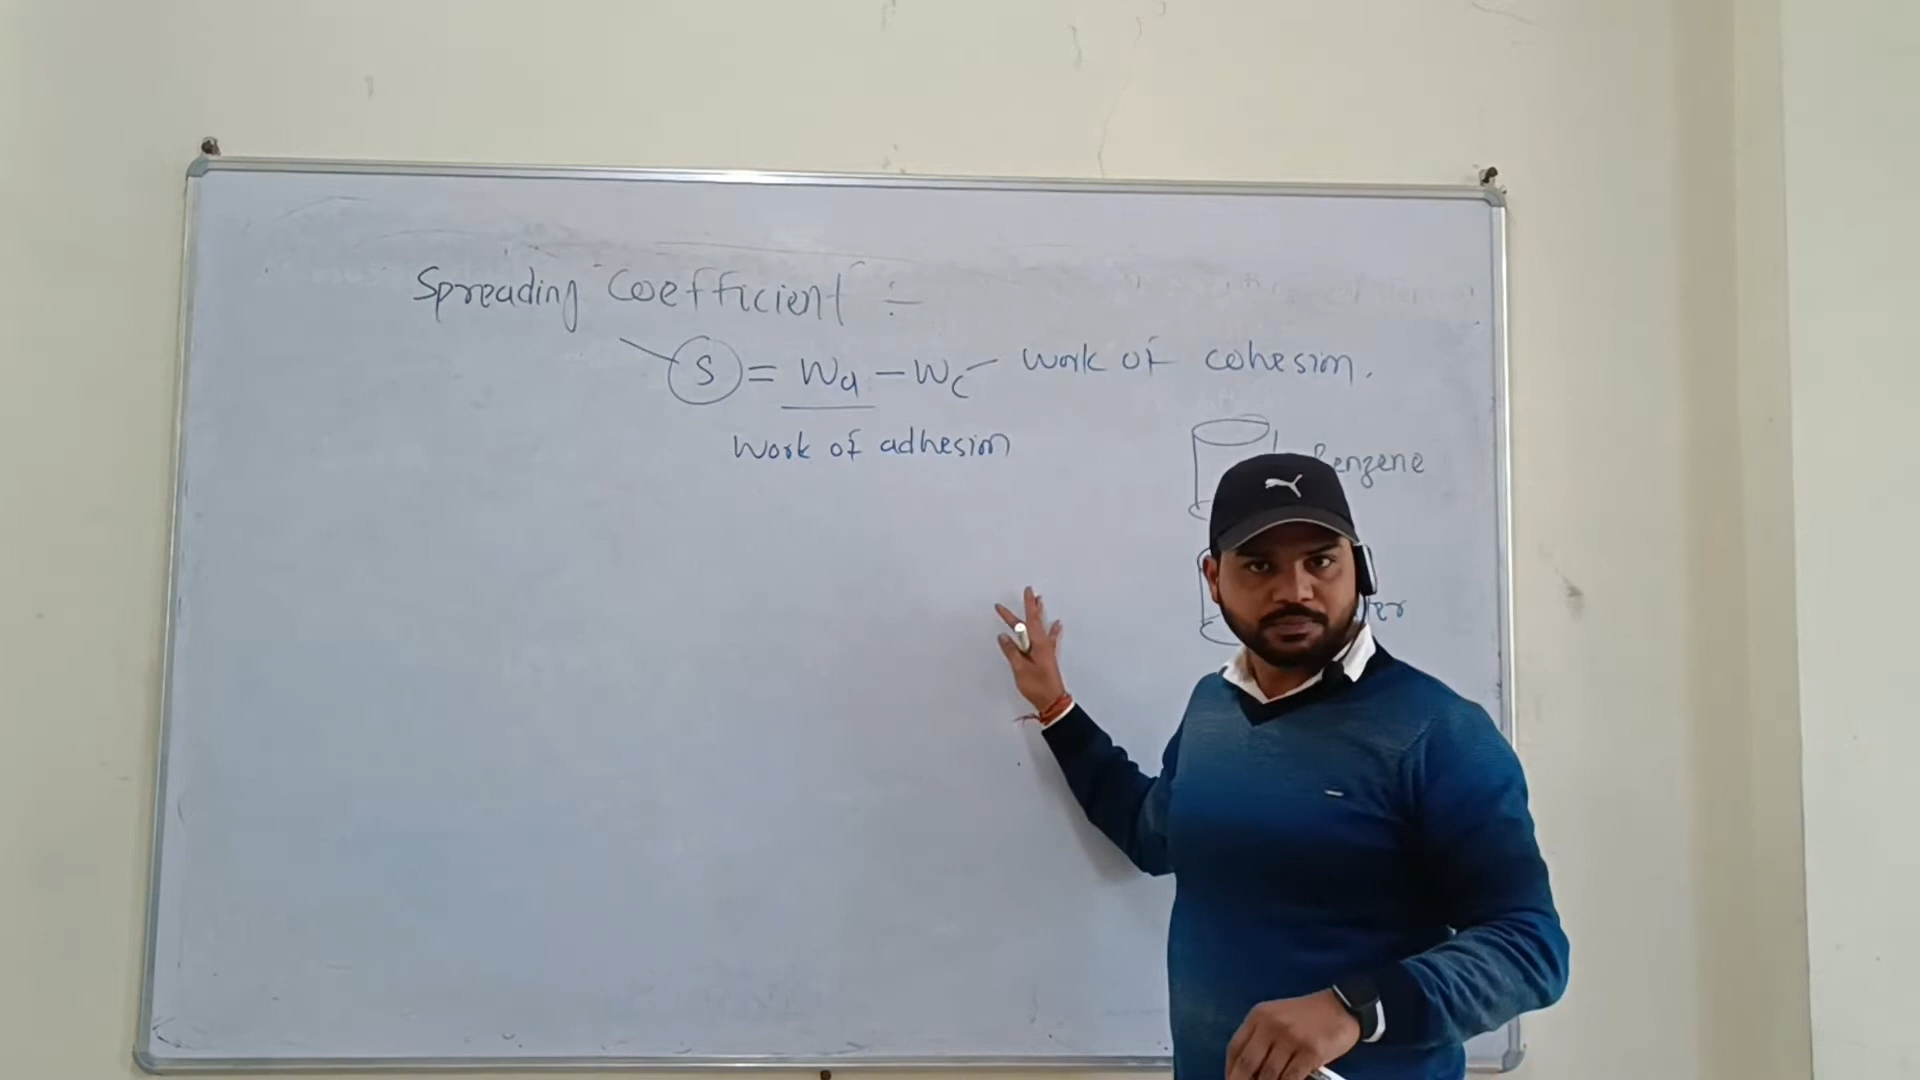 Spreading Coefficient :-
S = Wa - Wc - Work of cohesion.
Work of adhesion
Benzene